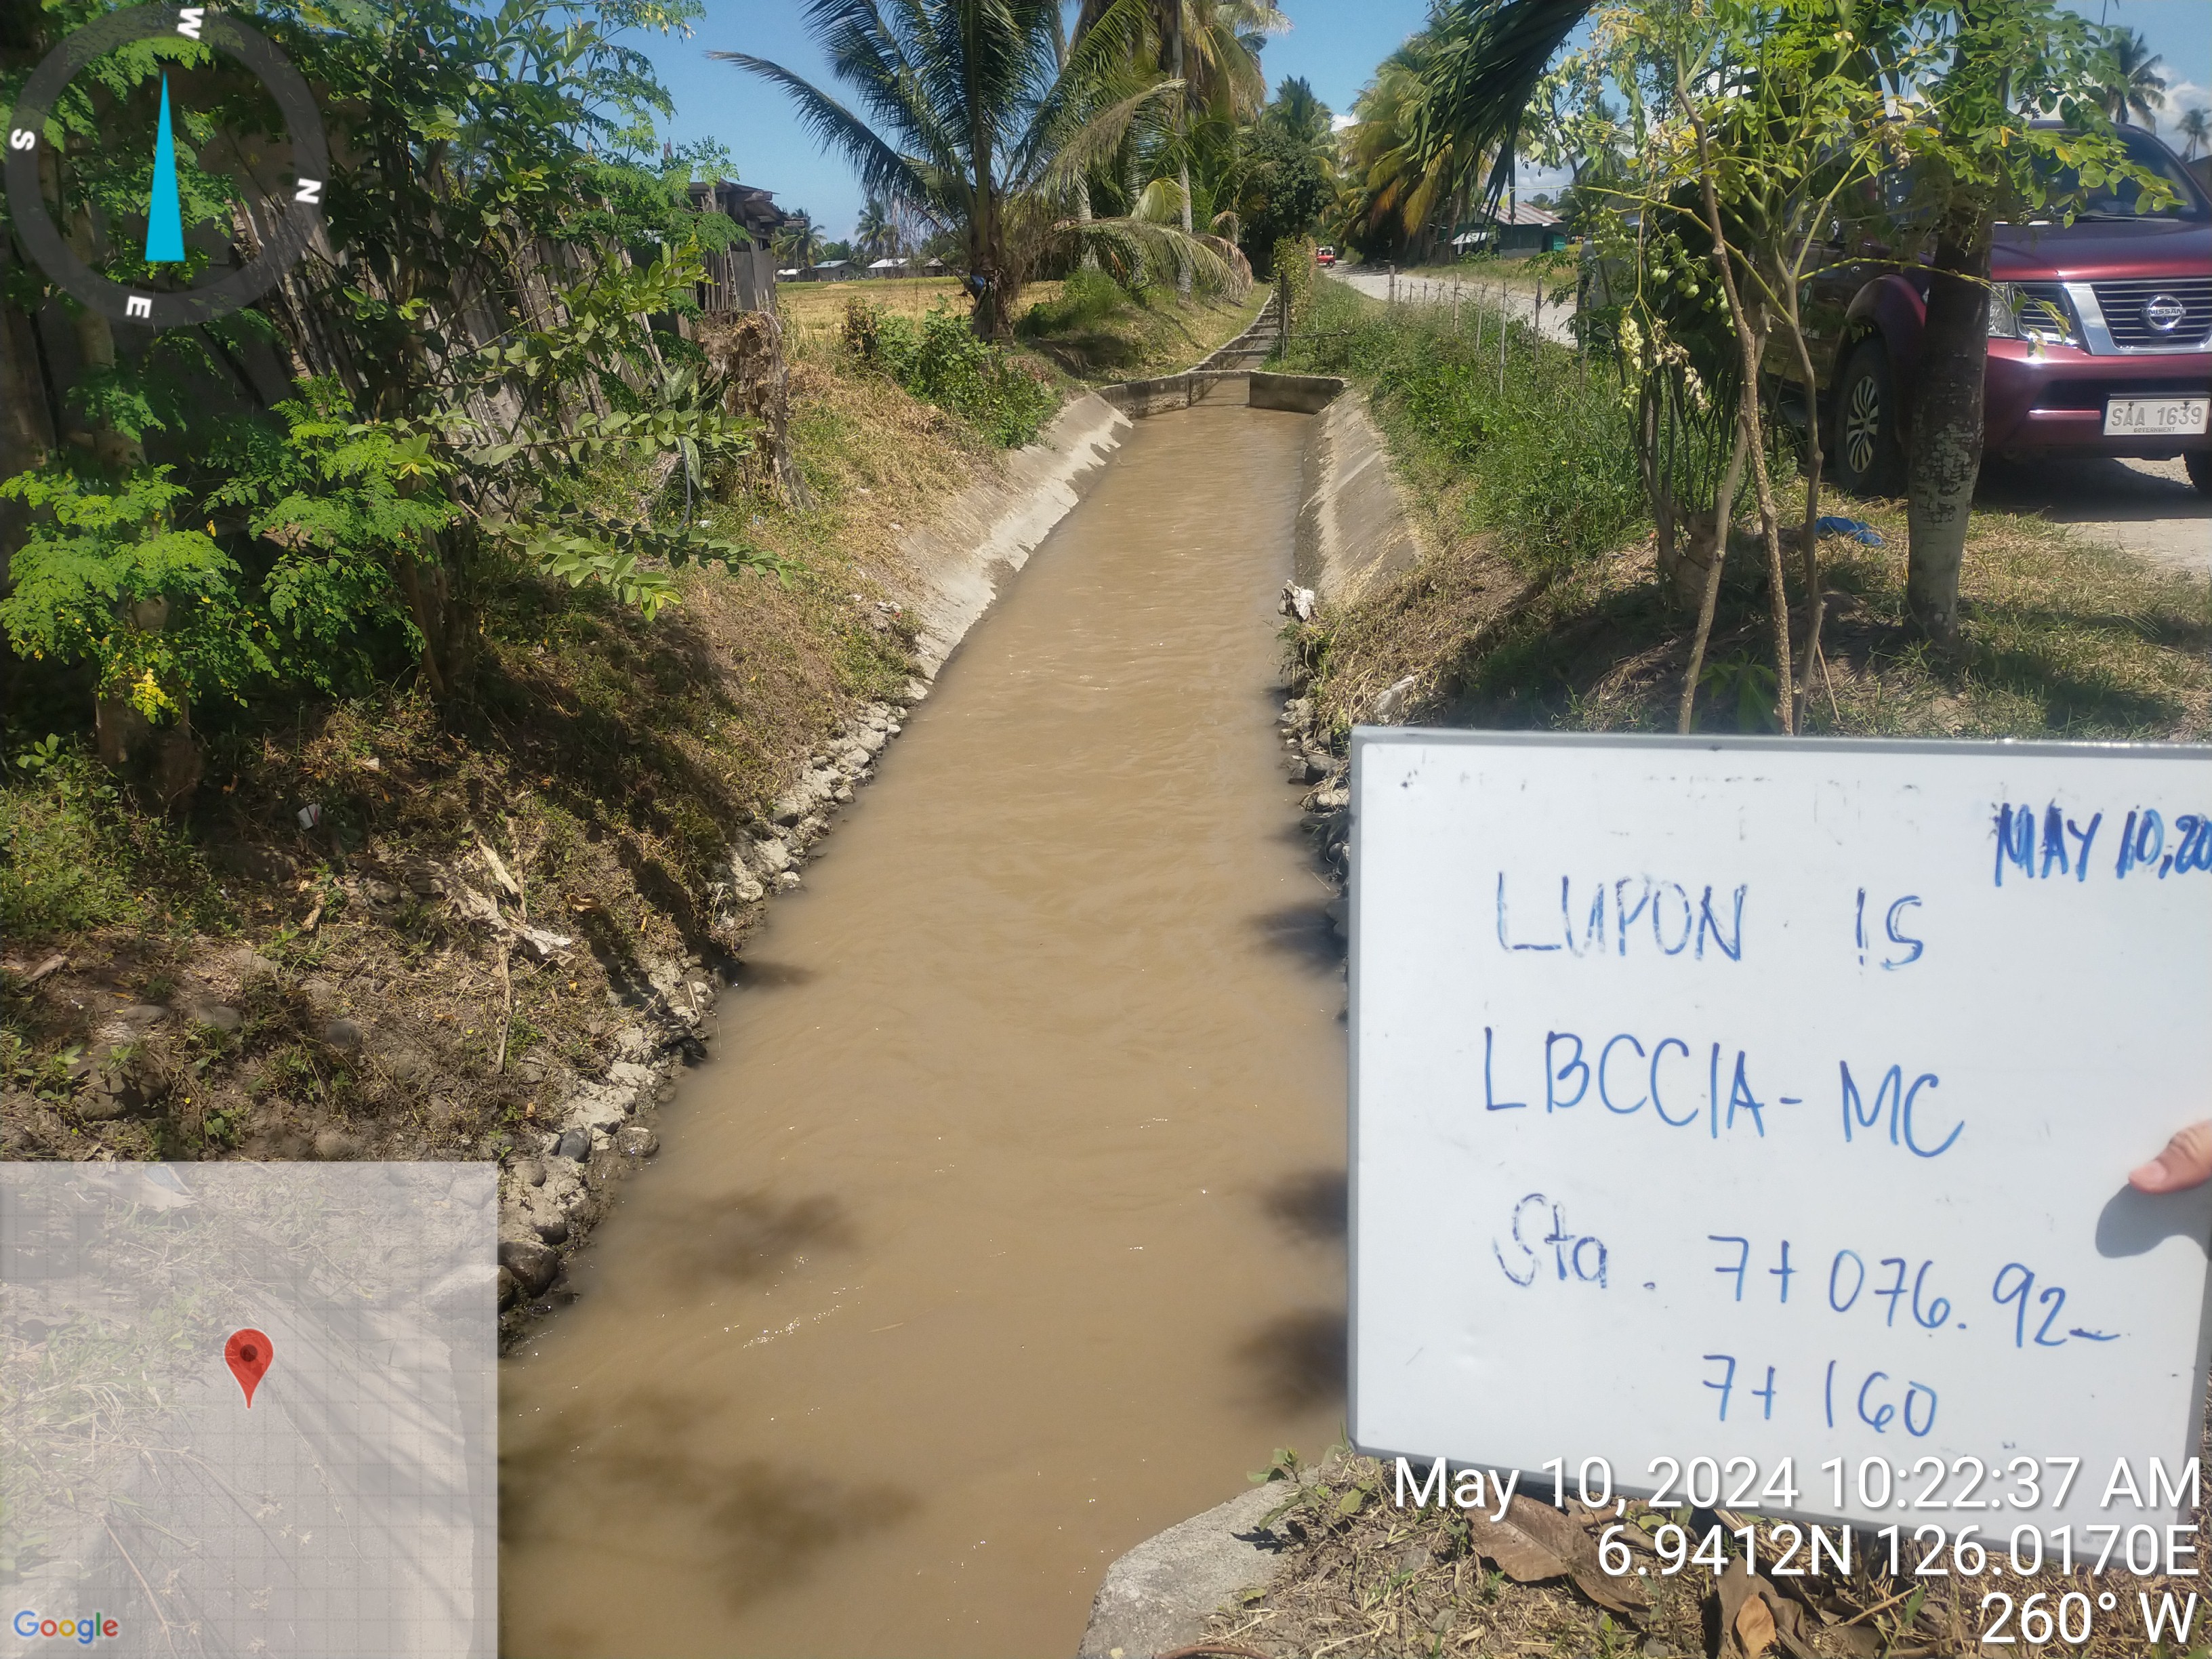 W
S
N
E
NISSAN
SAA 1639
MAY 10,20
LUPON IS
LBCCIA-MC
Sta. 7+076.92-
7+160
May 10, 2024 10:22:37 AM
6.9412N 126.0170E
260° W
Google